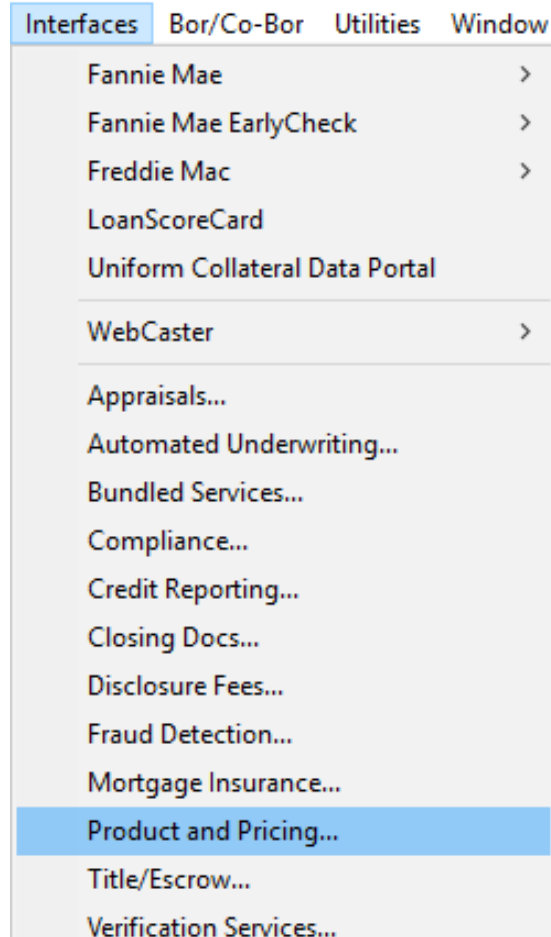 Interfaces Bor/Co-Bor Utilities Window
Fannie Mae
Fannie Mae EarlyCheck
Freddie Mac
LoanScoreCard
Uniform Collateral Data Portal
WebCaster
Appraisals...
Automated Underwriting...
Bundled Services...
Compliance...
Credit Reporting...
Closing Docs...
Disclosure Fees...
Fraud Detection...
Mortgage Insurance...
Product and Pricing...
Title/Escrow...
Verification Services...